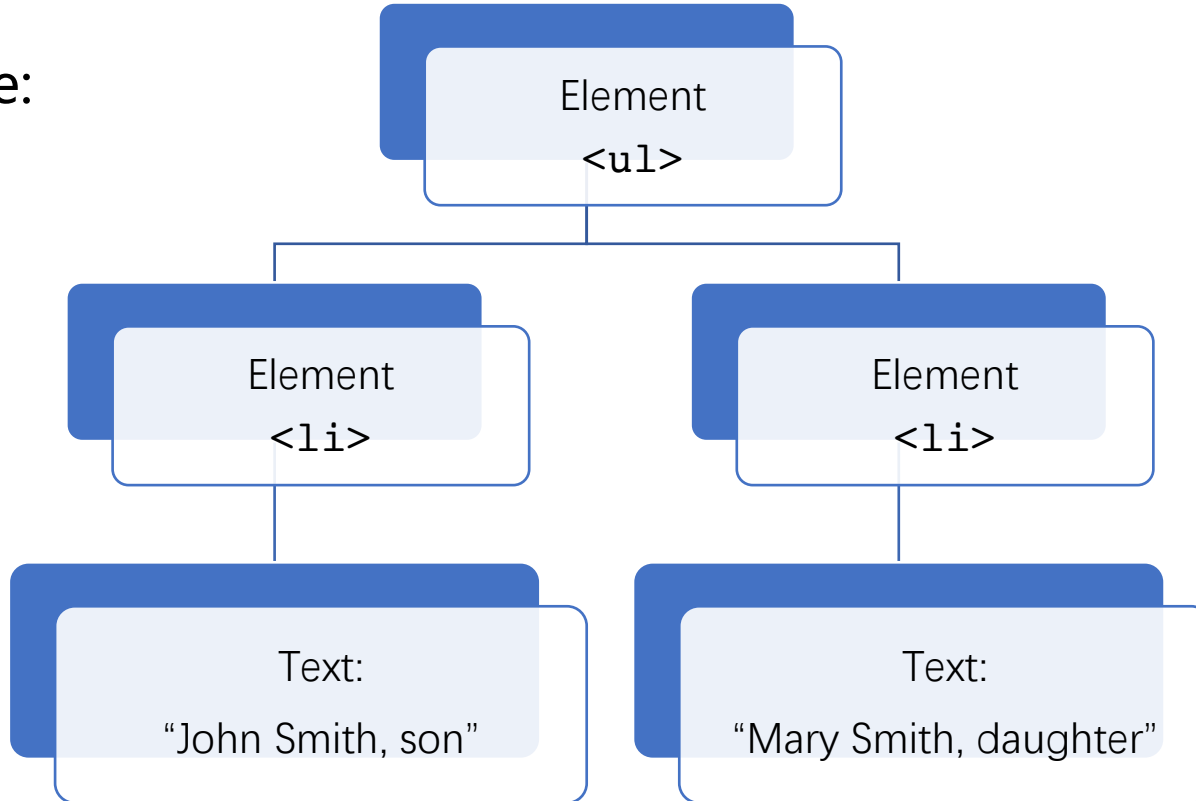 e:
Element
<ul>
Element
<li>
Element
<li>
Text:
“John Smith, son”
Text:
“Mary Smith, daughter”